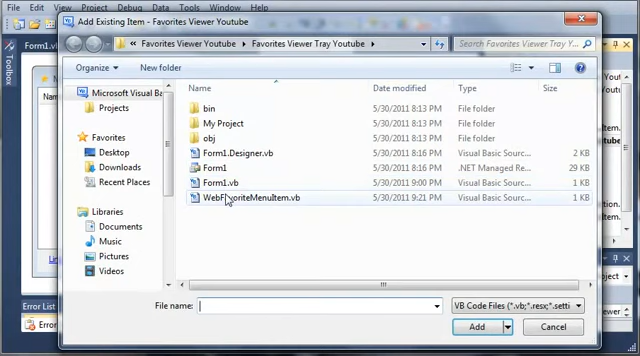 File Edit View Project Build Debug Data Tools Window Help
Form1.v
Toolbox
Add Existing Item - Favorites Viewer Youtube
« Favorites Viewer Youtube Favorites Viewer Tray Youtube
Search Favorites Viewer Tray Y...
Organize New folder
Name Date modified Type Size
Microsoft Visual Ba
Projects
Favorites
Desktop
Downloads
Recent Places
Libraries
Documents
Music
Pictures
Videos
bin 5/30/2011 8:13 PM File folder
My Project 5/30/2011 8:13 PM File folder
obj 5/30/2011 8:13 PM File folder
Form1.Designer.vb 5/30/2011 8:16 PM Visual Basic Sourc... 2 KB
Form1 5/30/2011 8:16 PM .NET Managed Re... 29 KB
Form1.vb 5/30/2011 9:00 PM Visual Basic Sourc... 1 KB
WebFavoriteMenuItem.vb 5/30/2011 9:21 PM Visual Basic Sourc... 1 KB
File name:
VB Code Files (*.vb;*.resx;*.setti
Add Cancel
Nam
Link
Error List
Error